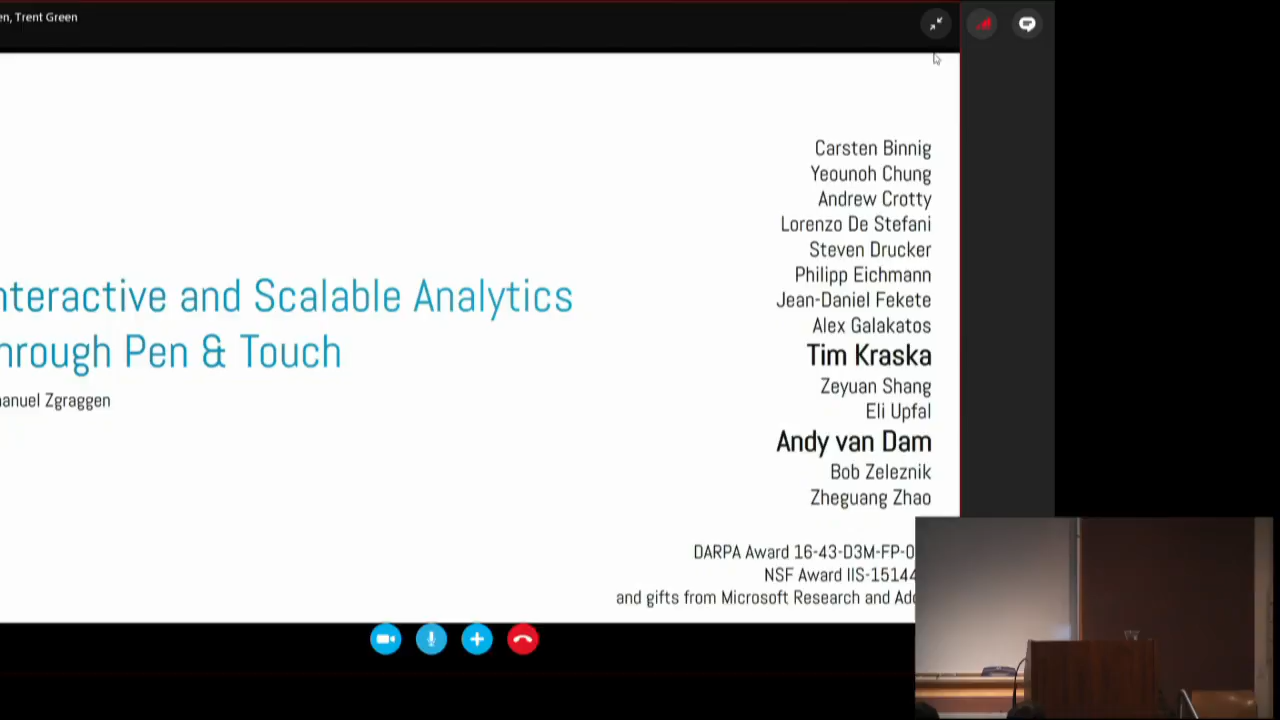 en, Trent Green
Carsten Binnig
Yeounoh Chung
Andrew Crotty
Lorenzo De Stefani
Steven Drucker
Philipp Eichmann
Jean-Daniel Fekete
Alex Galakatos
Tim Kraska
Zeyuan Shang
Eli Upfal
Andy van Dam
Bob Zeleznik
Zheguang Zhao
nteractive and Scalable Analytics
hrough Pen & Touch
anuel Zgraggen
DARPA Award 16-43-D3M-FP-0
NSF Award IIS-15144
and gifts from Microsoft Research and Ado